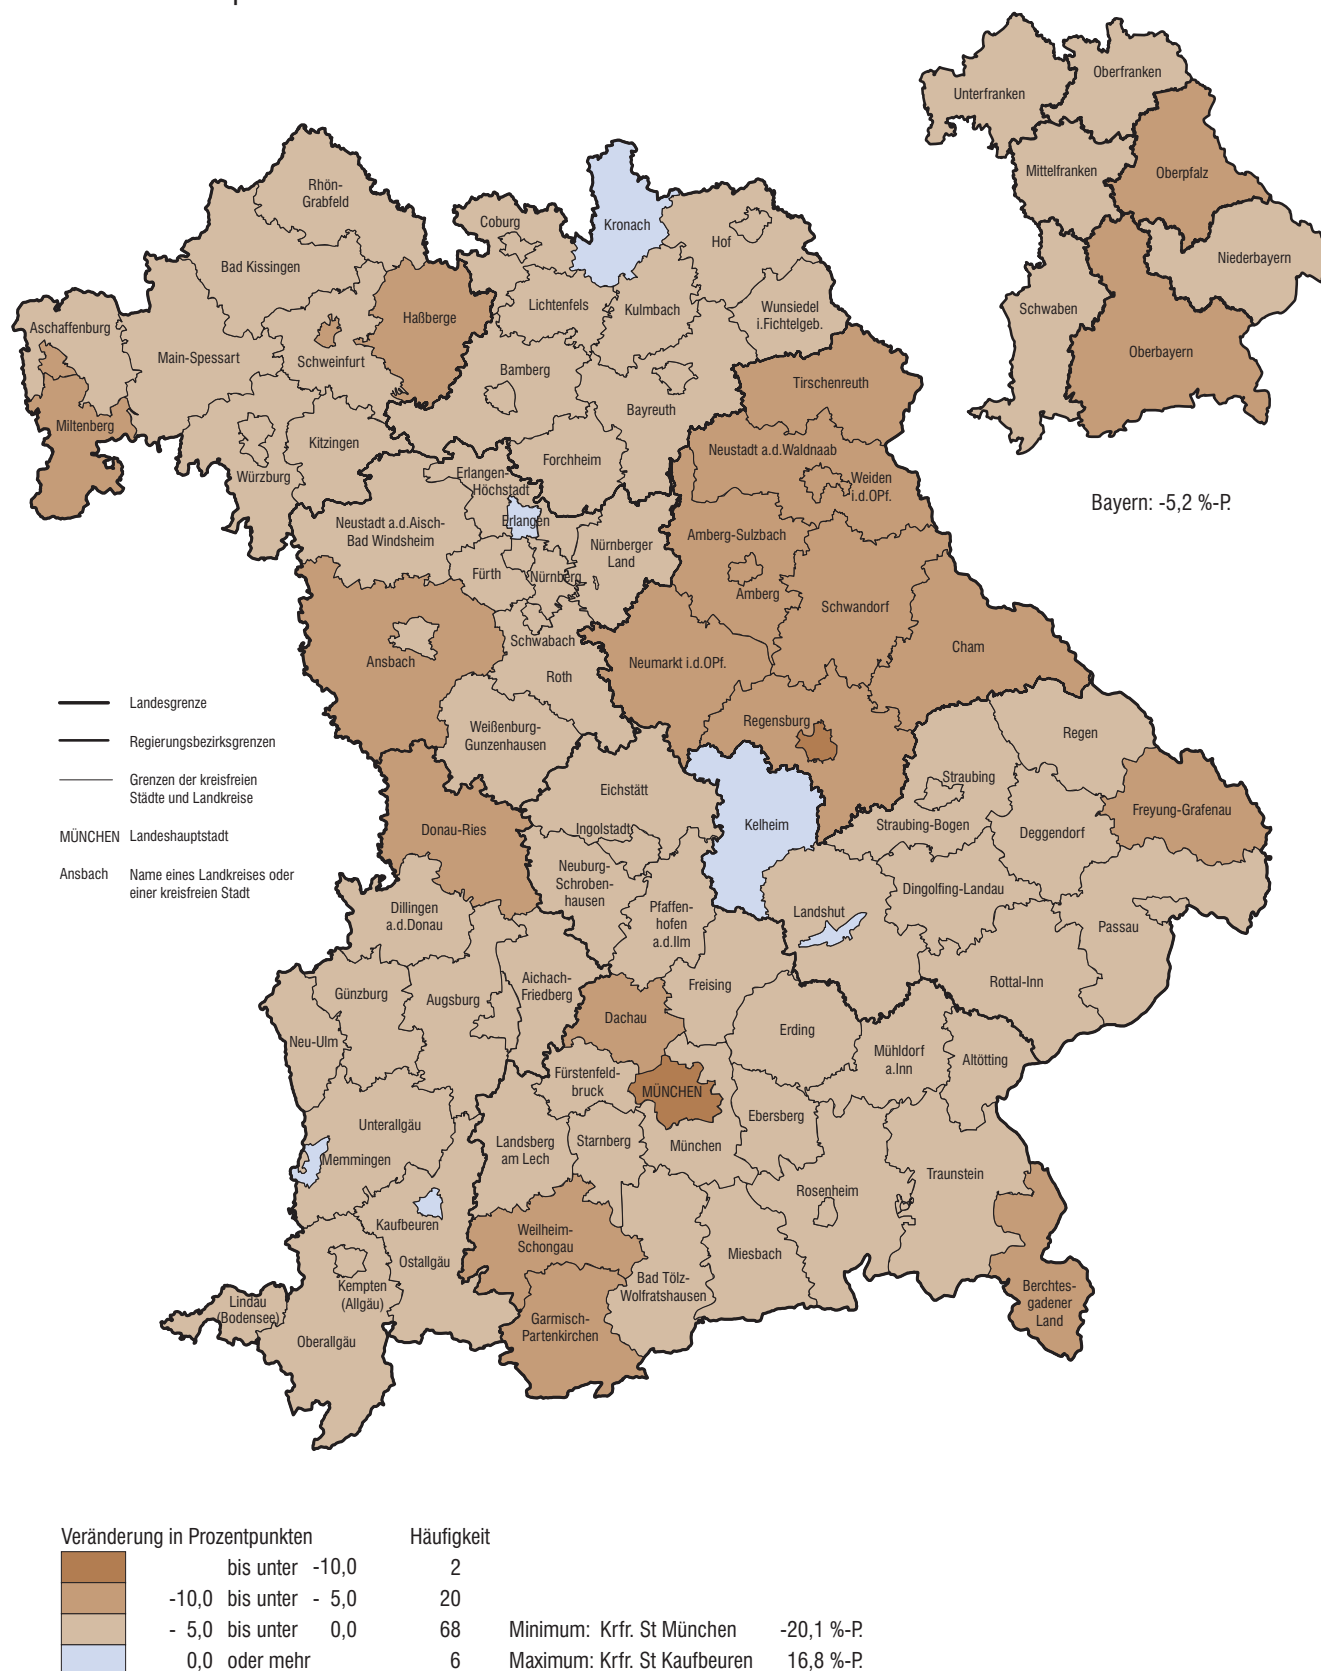 Unterfranken
Oberfranken
Mittelfranken
Oberpfalz
Niederbayern
Schwaben
Oberbayern
Bayern: -5,2 %-P.
Rhön-
Grabfeld
Coburg
Kronach
Hof
Bad Kissingen
Lichtenfels
Kulmbach
Wunsiedel
i.Fichtelgeb.
Haßberge
Aschaffenburg
Main-Spessart
Schweinfurt
Bamberg
Bayreuth
Tirschenreuth
Miltenberg
Kitzingen
Würzburg
Forchheim
Erlangen-
Höchstadt
Neustadt a.d.Waldnaab
Weiden
i.d.OPf.
Neustadt a.d.Aisch-
Bad Windsheim
Erlangen
Nürnberger
Land
Fürth
Nürnberg
Amberg-Sulzbach
Amberg
Schwandorf
Cham
Ansbach
Schwabach
Roth
Neumarkt i.d.OPf.
Weißenburg-
Gunzenhausen
Regensburg
Regen
Landesgrenze
Regierungsbezirksgrenzen
Grenzen der kreisfreien
Städte und Landkreise
MÜNCHEN Landeshauptstadt
Ansbach Name eines Landkreises oder
einer kreisfreien Stadt
Eichstätt
Ingolstadt
Kelheim
Straubing
Straubing-Bogen
Deggendorf
Freyung-Grafenau
Donau-Ries
Neuburg-
Schroben-
hausen
Pfaffen-
hofen
a.d.Ilm
Landshut
Dingolfing-Landau
Passau
Dillingen
a.d.Donau
Rottal-Inn
Günzburg
Augsburg
Aichach-
Friedberg
Freising
Dachau
Erding
Mühldorf
a.Inn
Altötting
Neu-Ulm
Fürstenfeld-
bruck
MÜNCHEN
Ebersberg
Unterallgäu
Memmingen
Landsberg
am Lech
Starnberg
München
Traunstein
Rosenheim
Kaufbeuren
Ostallgäu
Weilheim-
Schongau
Miesbach
Kempten
(Allgäu)
Bad Tölz-
Wolfratshausen
Berchtes-
gadener
Land
Lindau
(Bodensee)
Oberallgäu
Garmisch-
Partenkirchen
Veränderung in Prozentpunkten Häufigkeit
bis unter -10,0 2
-10,0 bis unter - 5,0 20
- 5,0 bis unter 0,0 68 Minimum: Krfr. St München -20,1 %-P.
0,0 oder mehr 6 Maximum: Krfr. St Kaufbeuren 16,8 %-P.